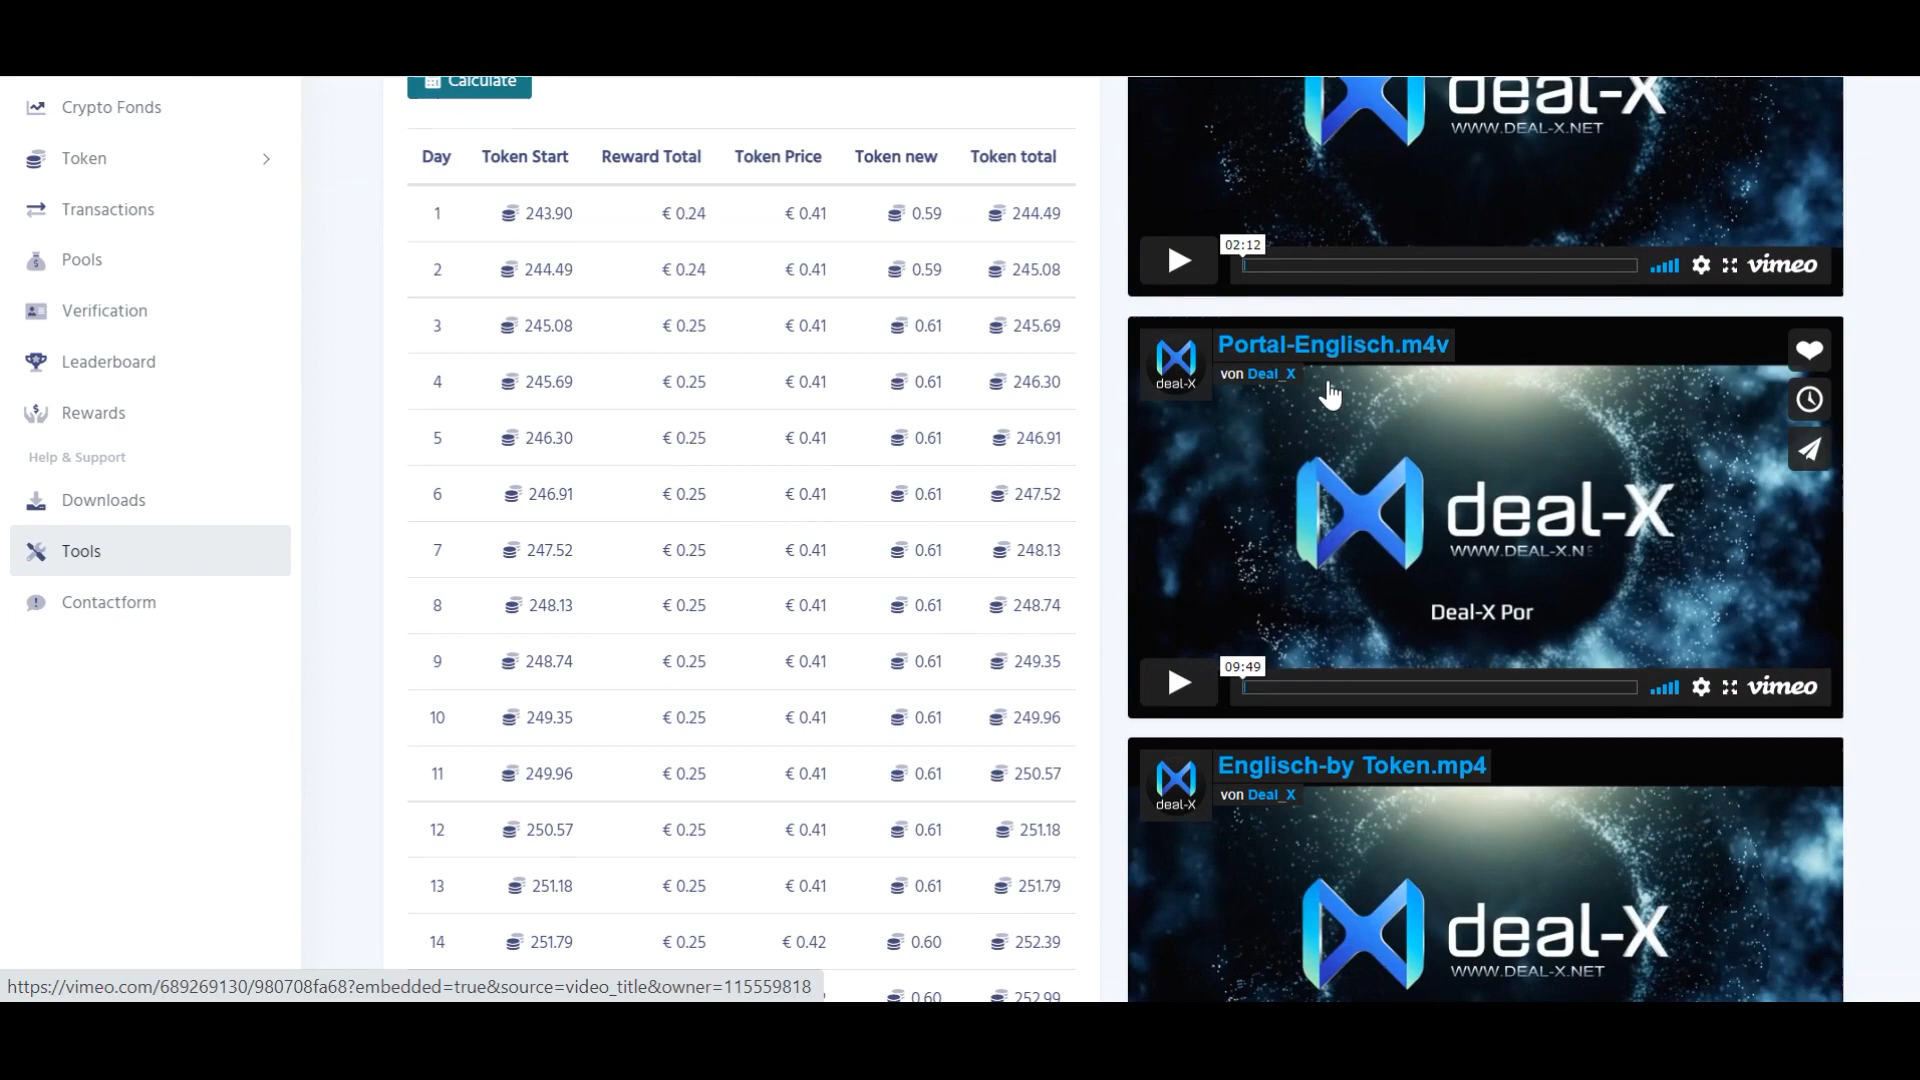 Crypto Fonds
Token
Transactions
Pools
Verification
Leaderboard
Rewards
Help & Support
Downloads
Tools
Contactform
Calculate
Day Token Start Reward Total Token Price Token new Token total
1 243.90 € 0.24 € 0.41 0.59 244.49
2 244.49 € 0.24 € 0.41 0.59 245.08
3 245.08 € 0.25 € 0.41 0.61 245.69
4 245.69 € 0.25 € 0.41 0.61 246.30
5 246.30 € 0.25 € 0.41 0.61 246.91
6 246.91 € 0.25 € 0.41 0.61 247.52
7 247.52 € 0.25 € 0.41 0.61 248.13
8 248.13 € 0.25 € 0.41 0.61 248.74
9 248.74 € 0.25 € 0.41 0.61 249.35
10 249.35 € 0.25 € 0.41 0.61 249.96
11 249.96 € 0.25 € 0.41 0.61 250.57
12 250.57 € 0.25 € 0.41 0.61 251.18
13 251.18 € 0.25 € 0.41 0.61 251.79
14 251.79 € 0.25 € 0.42 0.60 252.39
0.60 252.99
https://vimeo.com/689269130/980708fa68?embedded=true&source=video_title&owner=115559818
deal-X
WWW.DEAL-X.NET
02:12
vimeo
Portal-Englisch.m4v
von Deal_X
deal-X
deal-X
WWW.DEAL-X.NE
Deal-X Por
09:49
vimeo
Englisch-by Token.mp4
von Deal_X
deal-X
deal-X
WWW.DEAL-X.NET